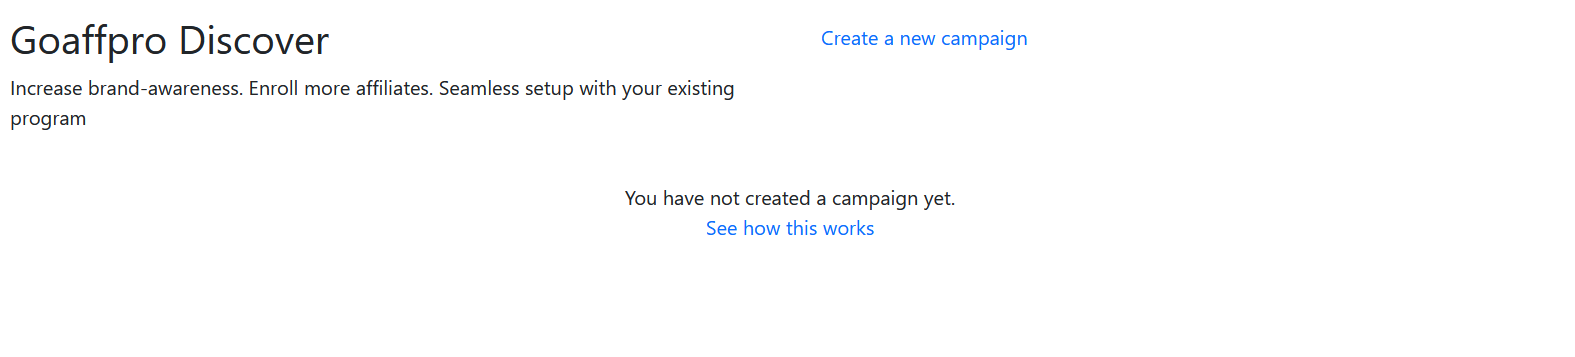 Goaffpro Discover
Create a new campaign
Increase brand-awareness. Enroll more affiliates. Seamless setup with your existing
program
You have not created a campaign yet.
See how this works